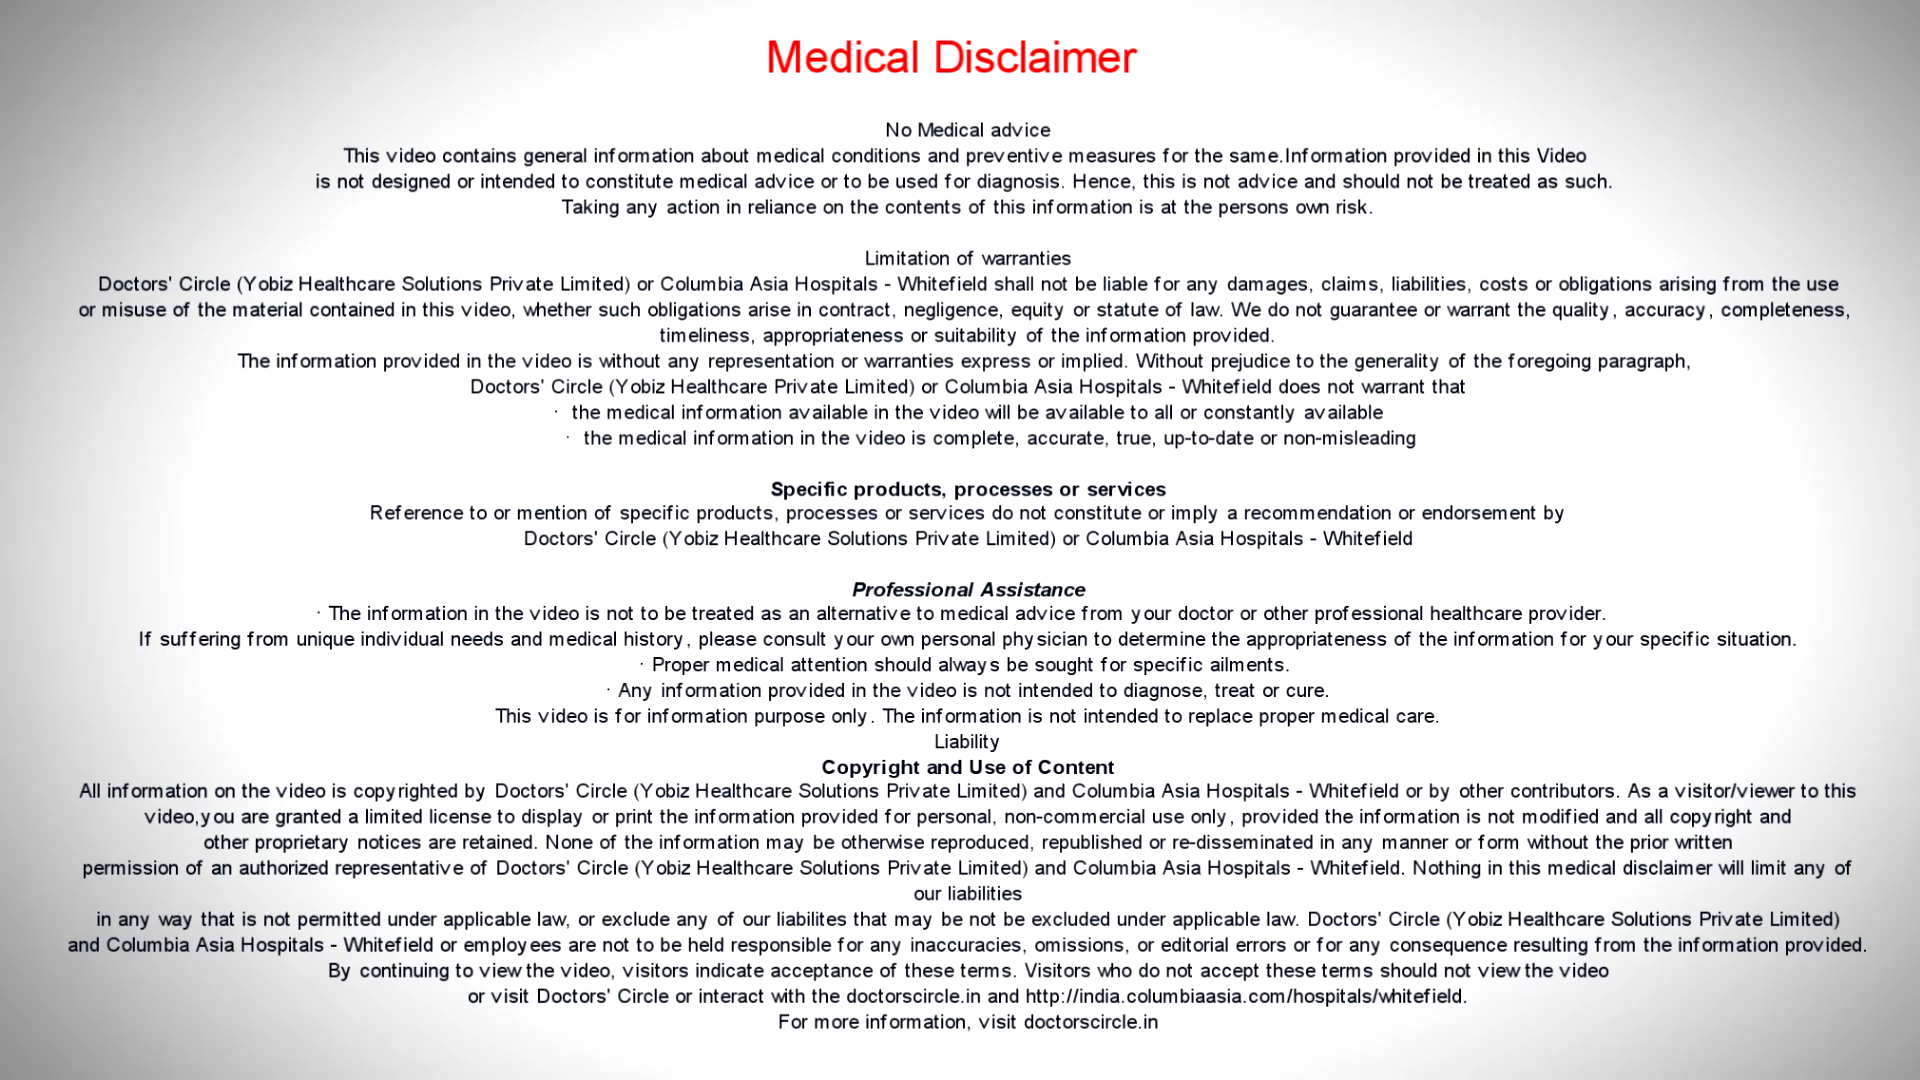 Medical Disclaimer
No Medical advice
This video contains general information about medical conditions and preventive measures for the same.Information provided in this Video
is not designed or intended to constitute medical advice or to be used for diagnosis. Hence, this is not advice and should not be treated as such.
Taking any action in reliance on the contents of this information is at the persons own risk.
Limitation of warranties
Doctors' Circle (Yobiz Healthcare Solutions Private Limited) or Columbia Asia Hospitals - Whitefield shall not be liable for any damages, claims, liabilities, costs or obligations arising from the use
or misuse of the material contained in this video, whether such obligations arise in contract, negligence, equity or statute of law. We do not guarantee or warrant the quality, accuracy, completeness,
timeliness, appropriateness or suitability of the information provided.
The information provided in the video is without any representation or warranties express or implied. Without prejudice to the generality of the foregoing paragraph,
Doctors' Circle (Yobiz Healthcare Private Limited) or Columbia Asia Hospitals - Whitefield does not warrant that
· the medical information available in the video will be available to all or constantly available
· the medical information in the video is complete, accurate, true, up-to-date or non-misleading
Specific products, processes or services
Reference to or mention of specific products, processes or services do not constitute or imply a recommendation or endorsement by
Doctors' Circle (Yobiz Healthcare Solutions Private Limited) or Columbia Asia Hospitals - Whitefield
Professional Assistance
· The information in the video is not to be treated as an alternative to medical advice from your doctor or other professional healthcare provider.
If suffering from unique individual needs and medical history, please consult your own personal physician to determine the appropriateness of the information for your specific situation.
· Proper medical attention should always be sought for specific ailments.
· Any information provided in the video is not intended to diagnose, treat or cure.
This video is for information purpose only. The information is not intended to replace proper medical care.
Liability
Copyright and Use of Content
All information on the video is copyrighted by Doctors' Circle (Yobiz Healthcare Solutions Private Limited) and Columbia Asia Hospitals - Whitefield or by other contributors. As a visitor/viewer to this
video,you are granted a limited license to display or print the information provided for personal, non-commercial use only, provided the information is not modified and all copyright and
other proprietary notices are retained. None of the information may be otherwise reproduced, republished or re-disseminated in any manner or form without the prior written
permission of an authorized representative of Doctors' Circle (Yobiz Healthcare Solutions Private Limited) and Columbia Asia Hospitals - Whitefield. Nothing in this medical disclaimer will limit any of
our liabilities
in any way that is not permitted under applicable law, or exclude any of our liabilites that may be not be excluded under applicable law. Doctors' Circle (Yobiz Healthcare Solutions Private Limited)
and Columbia Asia Hospitals - Whitefield or employees are not to be held responsible for any inaccuracies, omissions, or editorial errors or for any consequence resulting from the information provided.
By continuing to view the video, visitors indicate acceptance of these terms. Visitors who do not accept these terms should not view the video
or visit Doctors' Circle or interact with the doctorscircle.in and http://india.columbiaasia.com/hospitals/whitefield.
For more information, visit doctorscircle.in